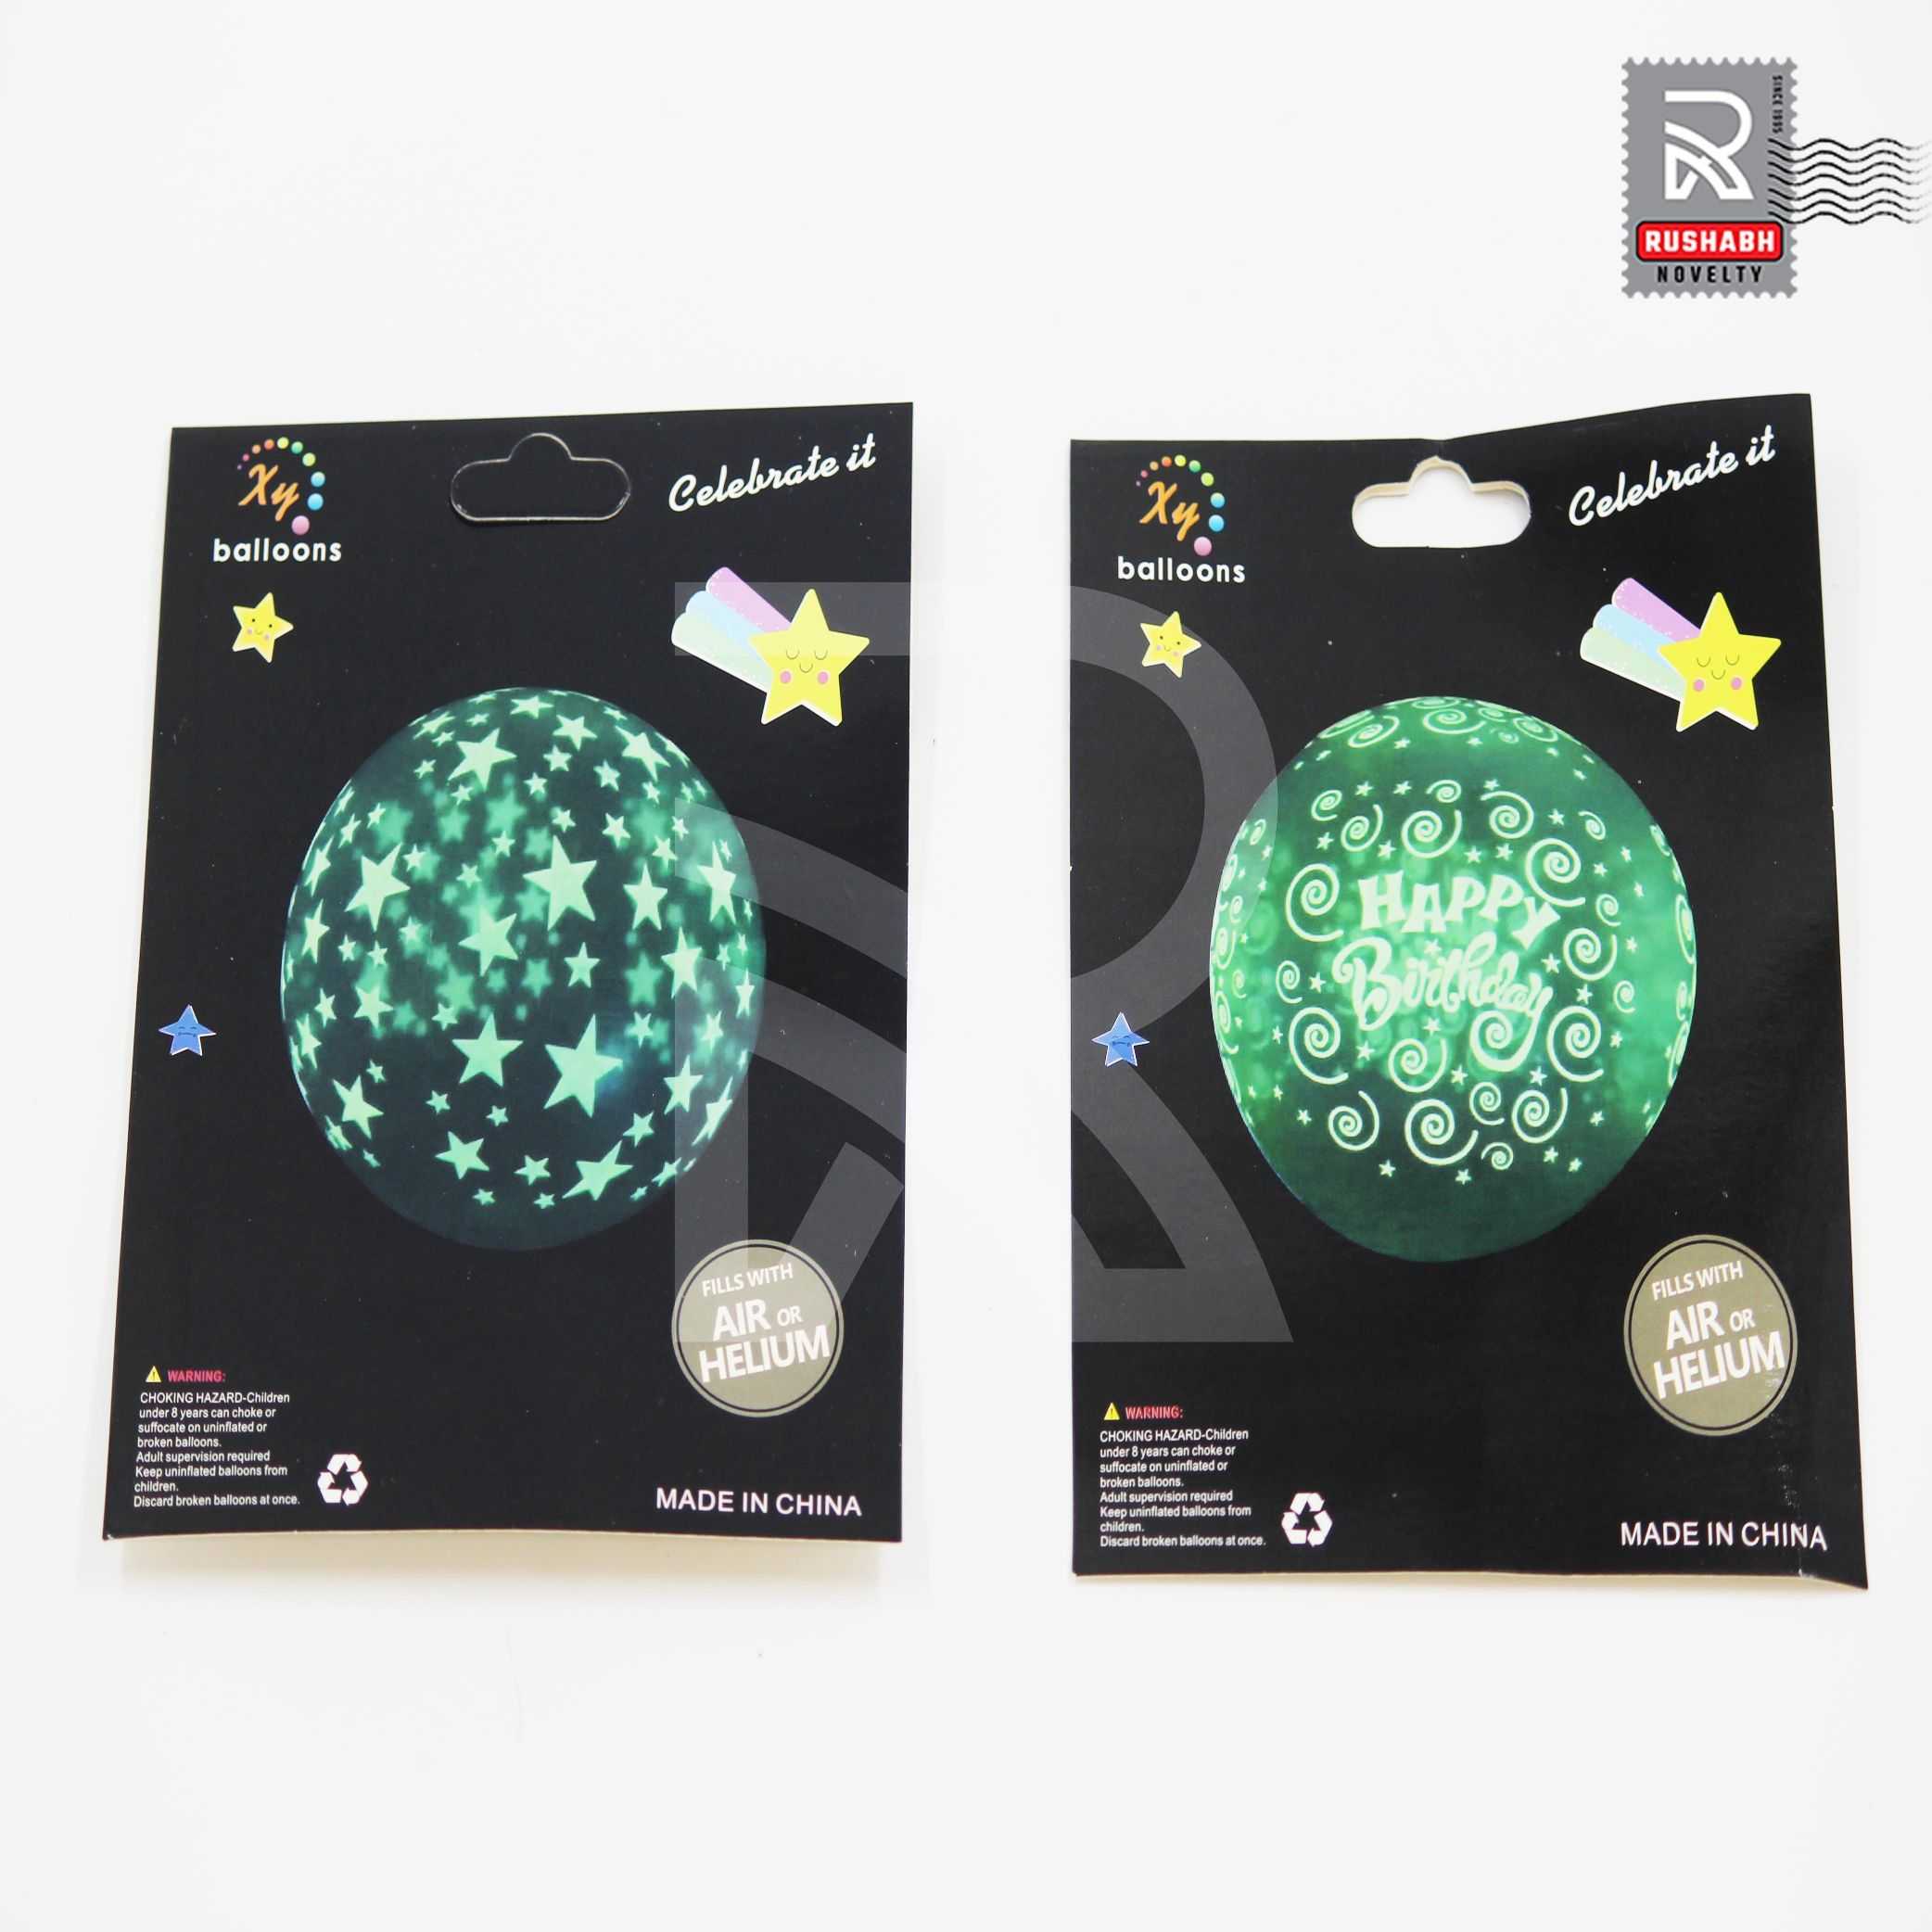 SINCE 1995
R
RUSHABH
NOVELTY
Xy
balloons
Celebrate it
FILLS WITH
AIR OR
HELIUM
WARNING:
CHOKING HAZARD-Children
under 8 years can choke or
suffocate on uninflated or
broken balloons.
Adult supervision required
Keep uninflated balloons from
children.
Discard broken balloons at once.
MADE IN CHINA
Xy
balloons
Celebrate it
HAPPY
Birthday
FILLS WITH
AIR OR
HELIUM
WARNING:
CHOKING HAZARD-Children
under 8 years can choke or
suffocate on uninflated or
broken balloons.
Adult supervision required
Keep uninflated balloons from
children.
Discard broken balloons at once.
MADE IN CHINA